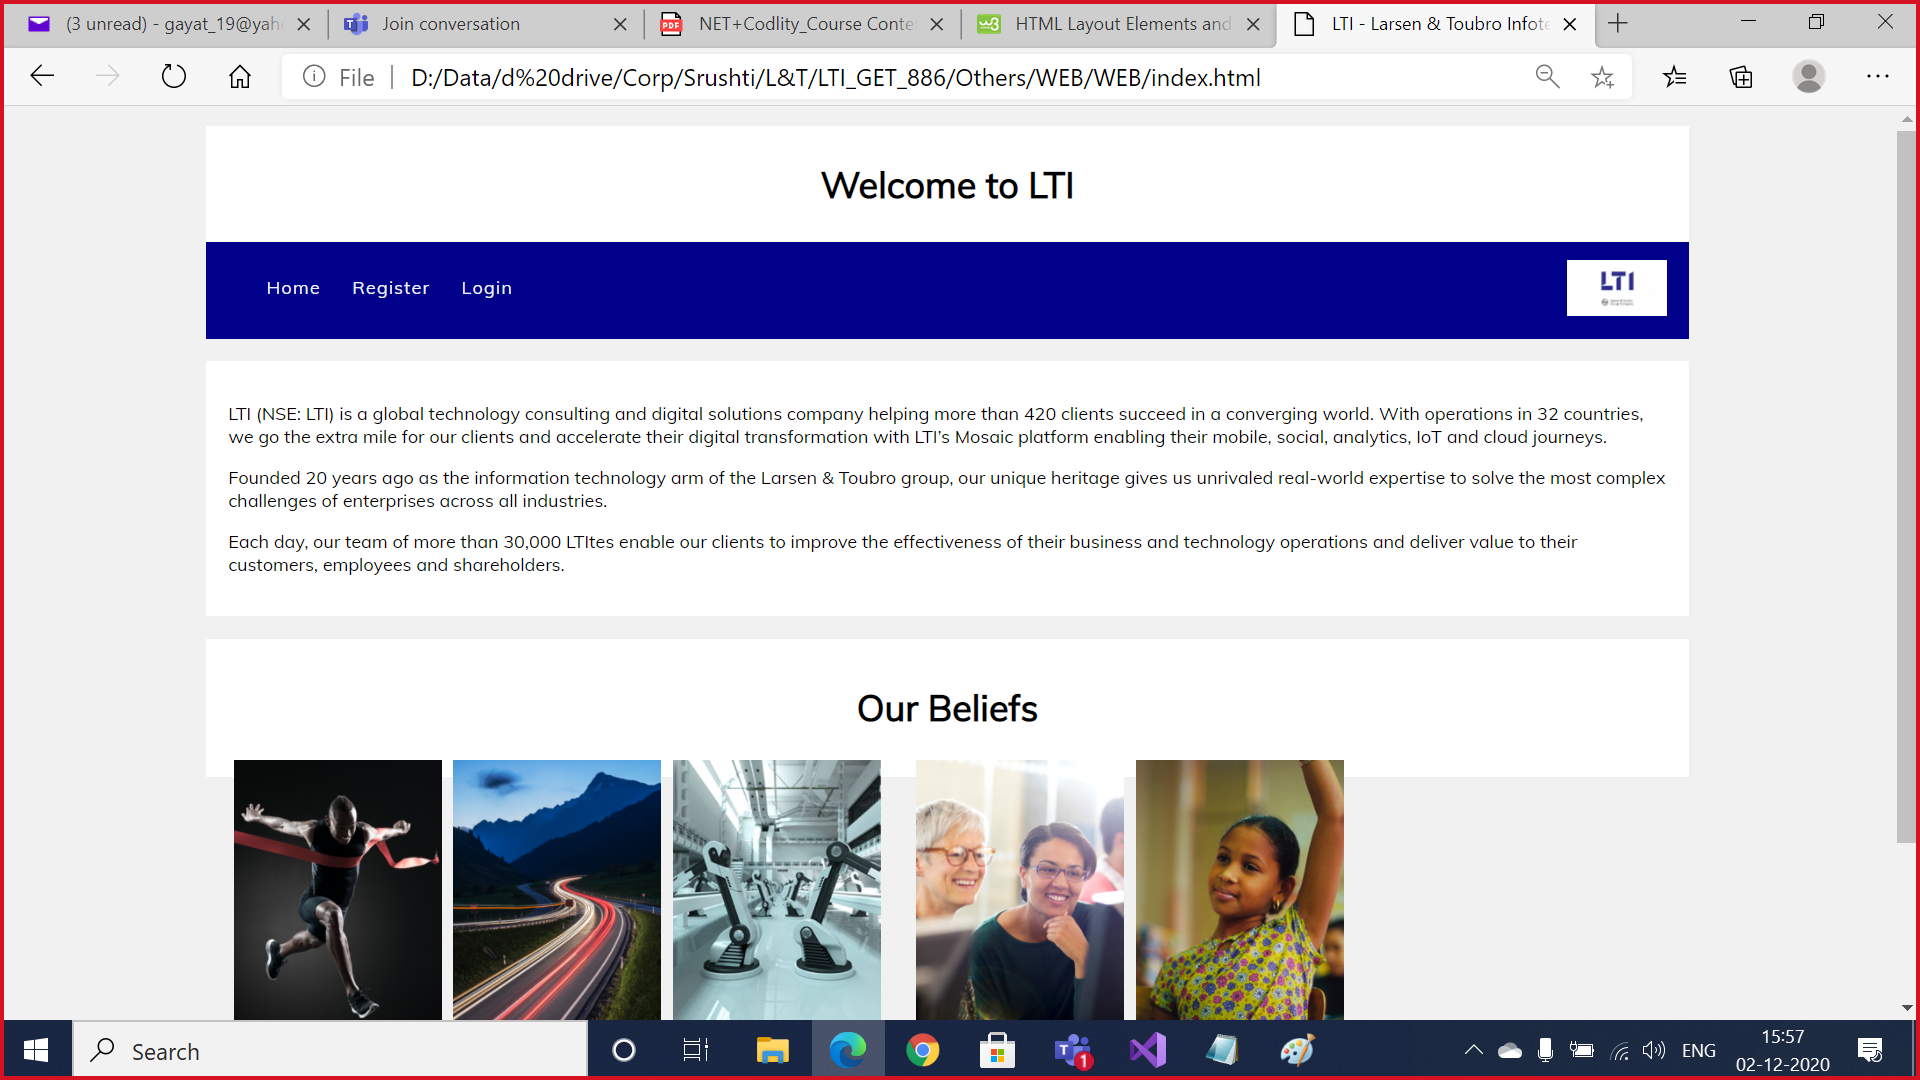 (3 unread) - gayat_19@yah
Join conversation
NET+Codlity_Course Conte
HTML Layout Elements and
LTI - Larsen & Toubro Infote
File
D:/Data/d%20drive/Corp/Srushti/L&T/LTI_GET_886/Others/WEB/WEB/index.html
Welcome to LTI
Home Register Login
LTI
LTI (NSE: LTI) is a global technology consulting and digital solutions company helping more than 420 clients succeed in a converging world. With operations in 32 countries,
we go the extra mile for our clients and accelerate their digital transformation with LTI’s Mosaic platform enabling their mobile, social, analytics, IoT and cloud journeys.
Founded 20 years ago as the information technology arm of the Larsen & Toubro group, our unique heritage gives us unrivaled real-world expertise to solve the most complex
challenges of enterprises across all industries.
Each day, our team of more than 30,000 LTItes enable our clients to improve the effectiveness of their business and technology operations and deliver value to their
customers, employees and shareholders.
Our Beliefs
Search
1
ENG
15:57
02-12-2020